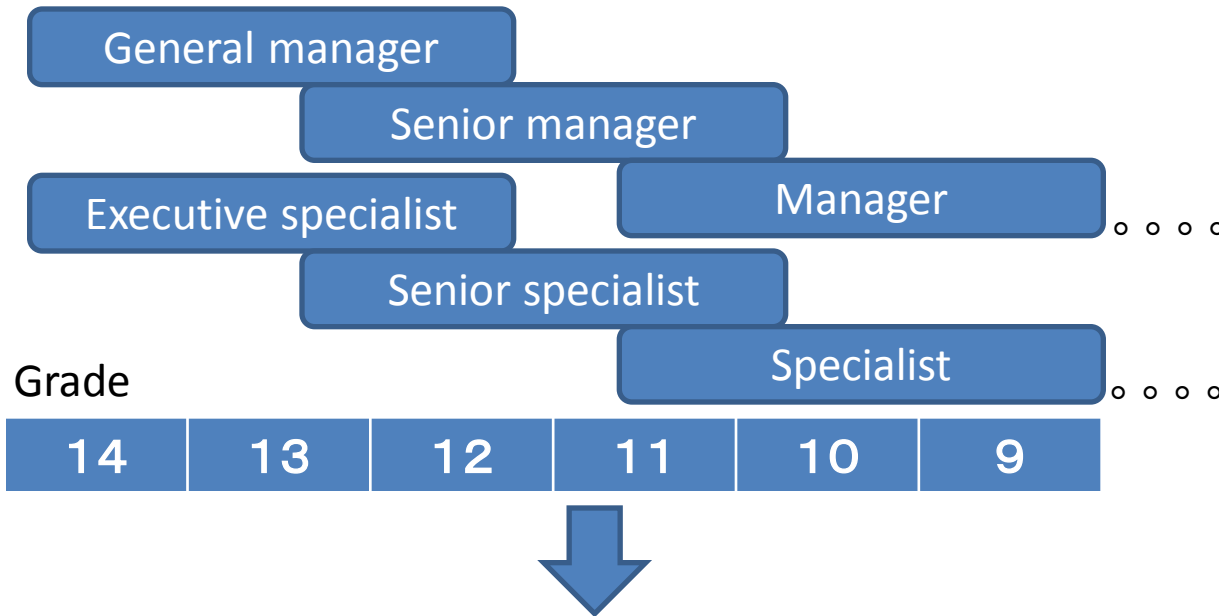 General manager
Senior manager
Manager
。。。。
Executive specialist
Senior specialist
Specialist
。。。。
Grade
14 13 12 11 10 9